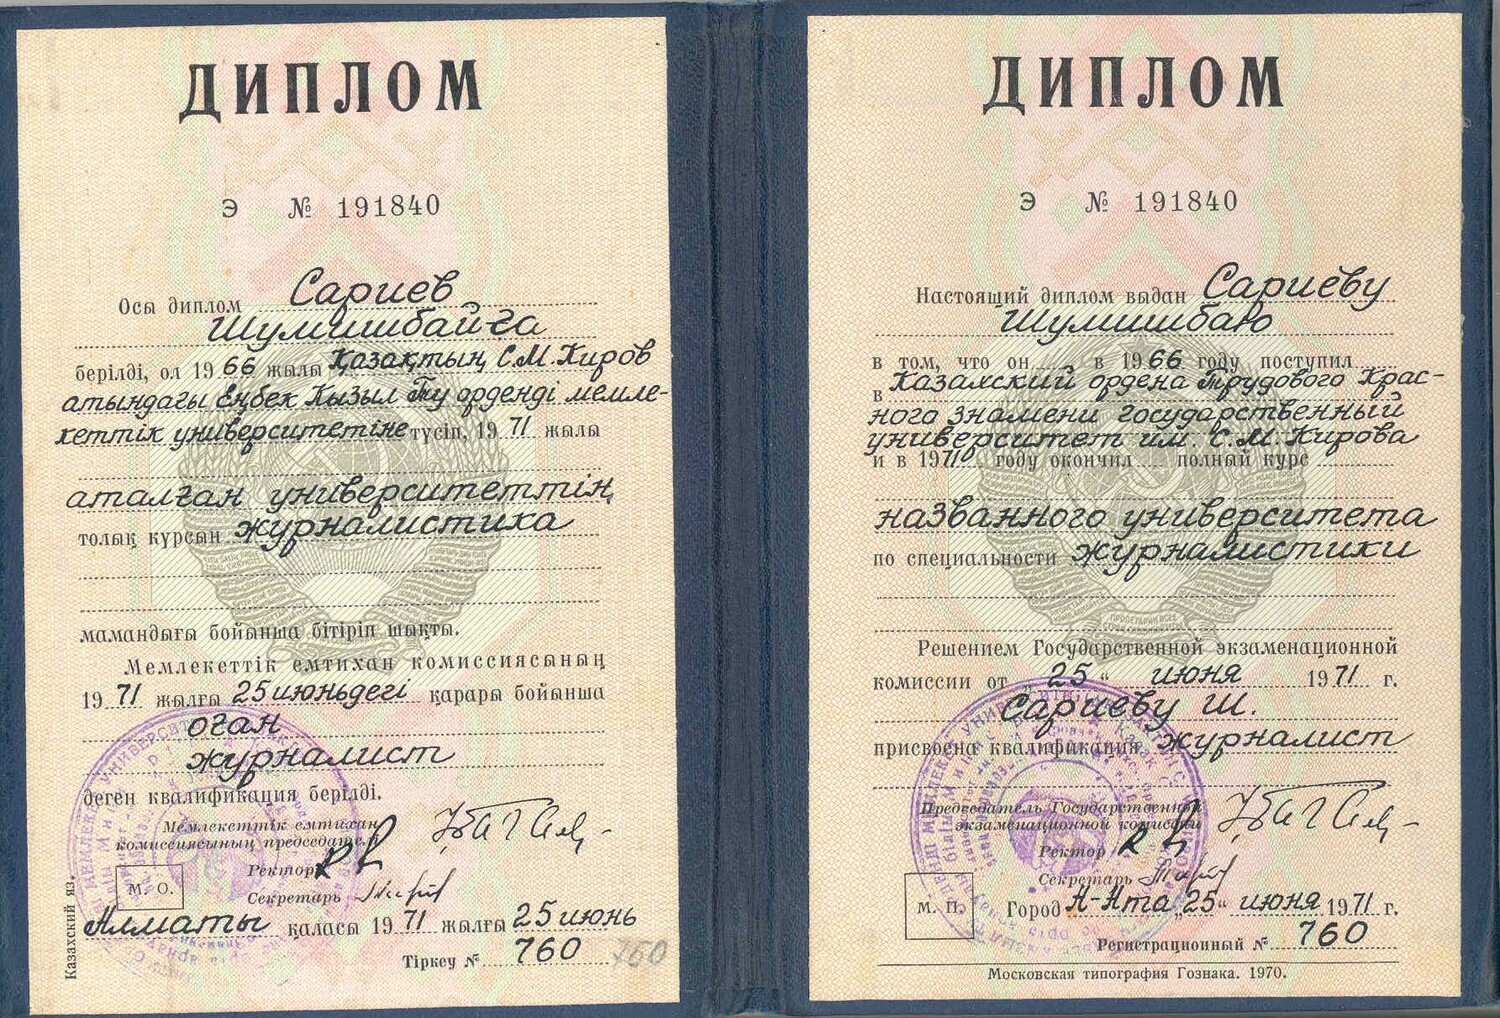 ДИПЛОМ
Э № 191840
Осы диплом Сариев
Шумишбайға
берілді, ол 1966 жылы Қазақтың С.М.Киров
атындағы Еңбек Қызыл Ту орденді мемле-
кеттік университетіне түсіп, 1971 жылы
аталған университеттің
толық курсын журналистика
мамандығы бойынша бітіріп шықты.
Мемлекеттік емтихан комиссиясының
1971 жылғы 25 июньдегі қарары бойынша
оған
журналист
деген квалификация берілді.
Мемлекеттік емтихан
комиссиясының председателі
Ректор
Секретарь
М. О.
Алматы қаласы 1971 жылғы 25 июнь
Тіркеу № 760
760
Казахский яз.
ДИПЛОМ
Э № 191840
Настоящий диплом выдан Сариеву
Шумишбаю
в том, что он в 1966 году поступил
в Казахский ордена Трудового Крас-
ного Знамени государственный
университет им. С.М.Кирова
и в 1971 году окончил полный курс
названного университета
по специальности журналистики
Решением Государственной экзаменационной
комиссии от „25" июня 1971 г.
Сариеву Ш.
присвоена квалификация журналист
Председатель Государственной
экзаменационной комиссии
Ректор
Секретарь
М. П.
Город А-Ата „25" июня 1971 г.
Регистрационный № 760
Московская типография Гознака. 1970.